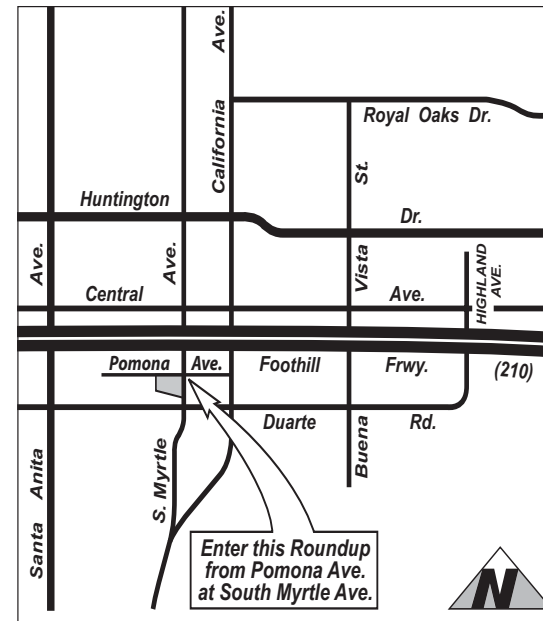 California Ave.
Royal Oaks Dr.
Huntington Dr.
Santa Anita Ave.
S. Myrtle Ave.
Buena Vista St.
HIGHLAND
AVE.
Central Ave.
Pomona Ave.
Foothill Frwy.
(210)
Duarte Rd.
Enter this Roundup
from Pomona Ave.
at South Myrtle Ave.
N